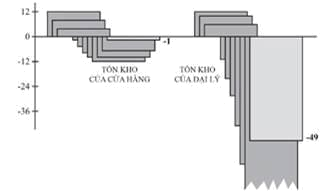 12
0
-12
-24
-36
-1
TỒN KHO
CỦA CỬA HÀNG
TỒN KHO
CỦA ĐẠI LÝ
-49